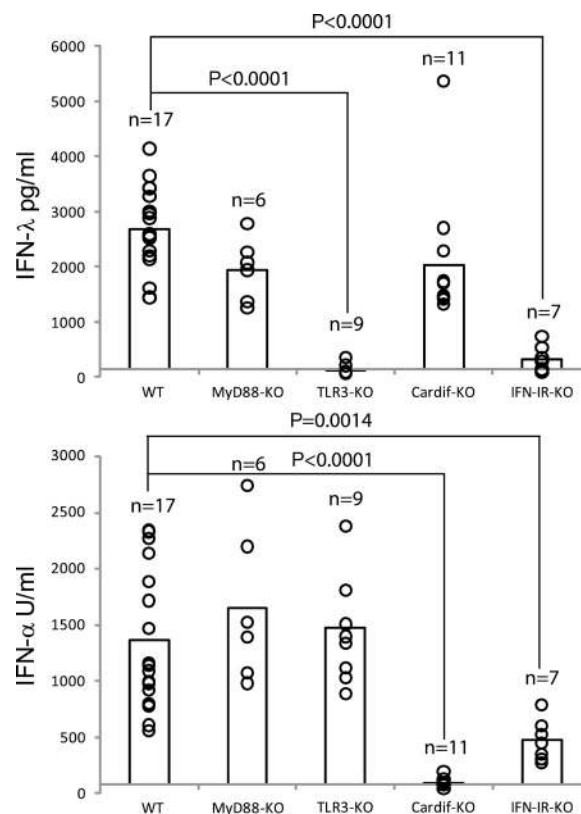 P<0.0001
6000
n=11
P<0.0001
5000
n=17
4000
n=6
3000
IFN-λ pg/ml
2000
n=9
n=7
1000
0
WT MyD88-KO TLR3-KO Cardif-KO IFN-IR-KO
P=0.0014
3000
n=6
P<0.0001
n=17
n=9
2500
2000
IFN-α U/ml
1500
n=7
1000
n=11
500
0
WT MyD88-KO TLR3-KO Cardif-KO IFN-IR-KO